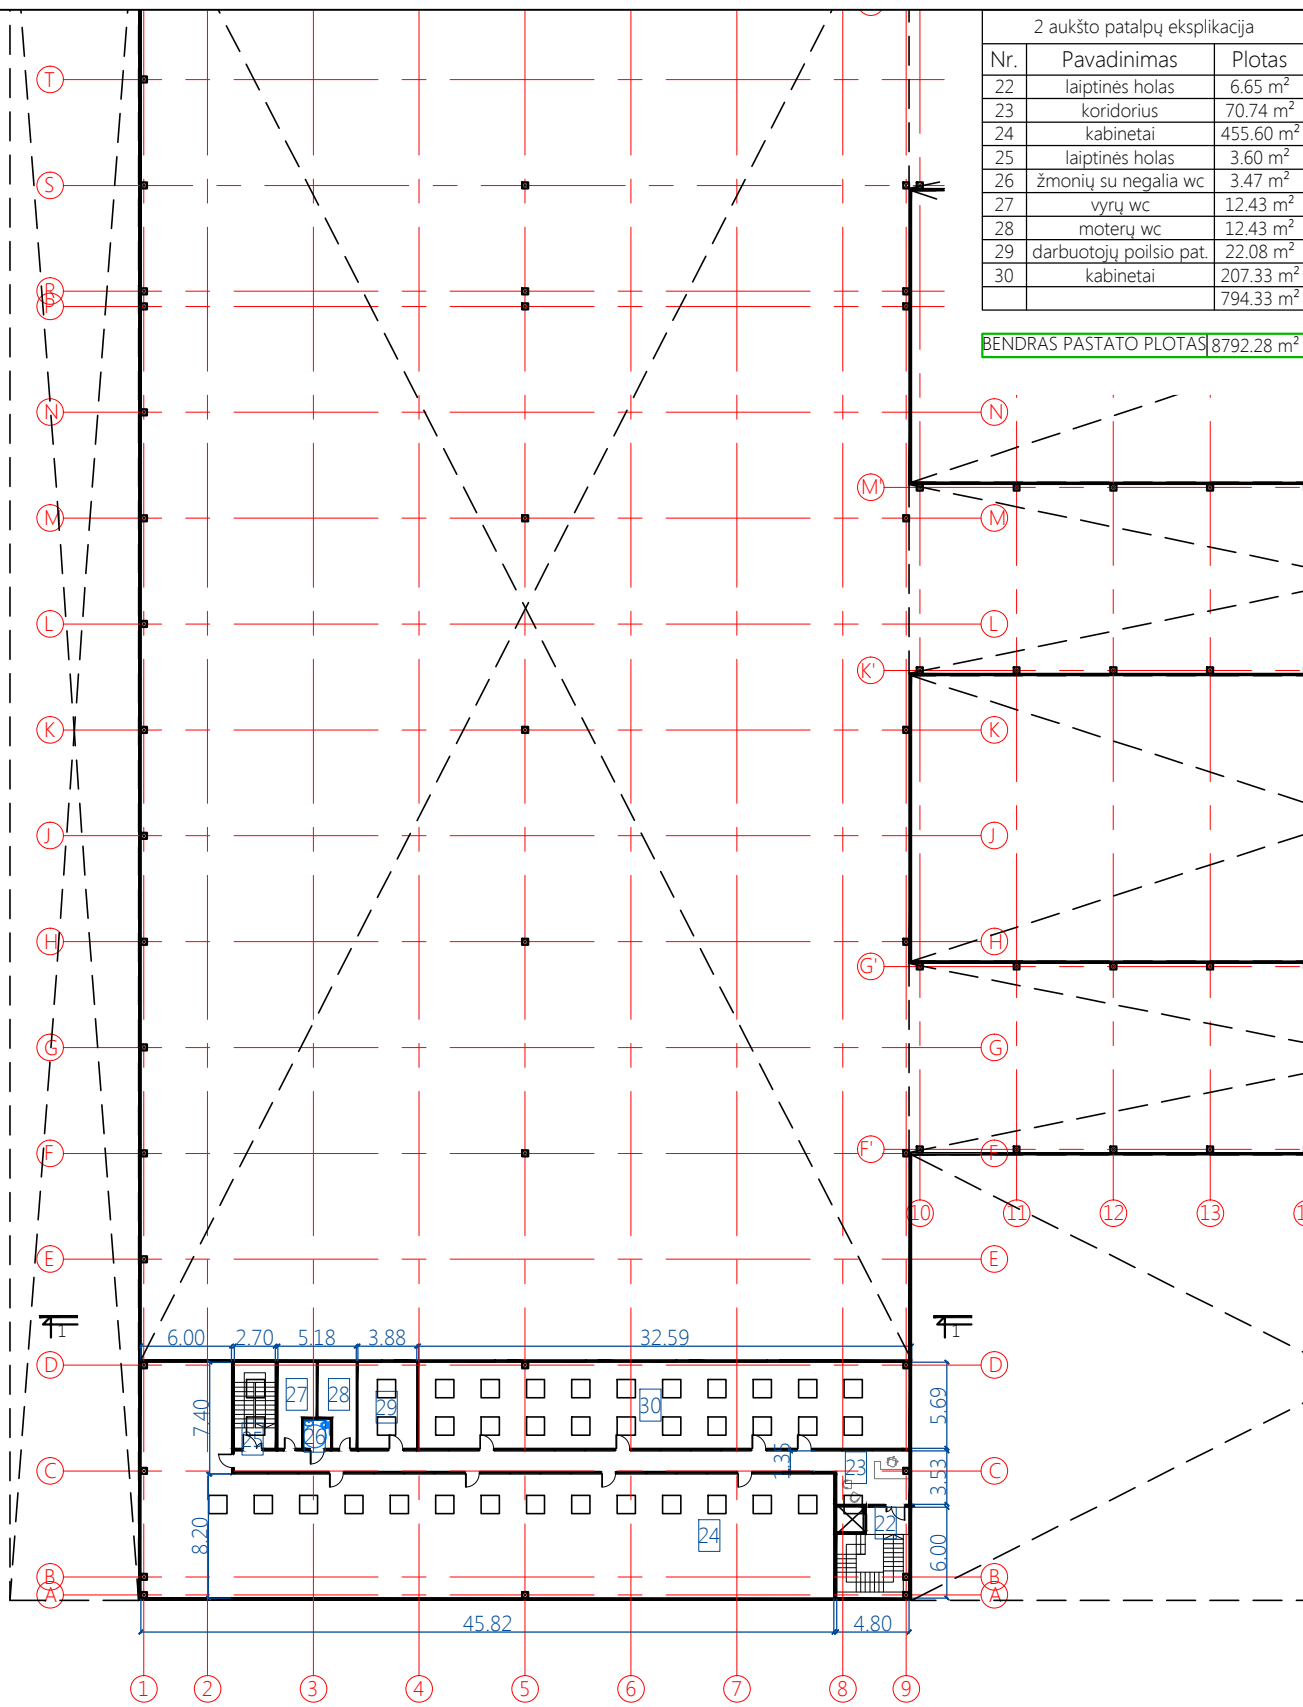 2 aukšto patalpų eksplikacija
Nr. Pavadinimas Plotas
22 laiptinės holas 6.65 m²
23 koridorius 70.74 m²
24 kabinetai 455.60 m²
25 laiptinės holas 3.60 m²
26 žmonių su negalia wc 3.47 m²
27 vyrų wc 12.43 m²
28 moterų wc 12.43 m²
29 darbuotojų poilsio pat. 22.08 m²
30 kabinetai 207.33 m²
794.33 m²
BENDRAS PASTATO PLOTAS 8792.28 m²
T
S
R
P
N N
M' M
M
L L
K'
K K
J J
H H
G'
G G
F F' F
10 11 12 13
E E
1 1
6.00 2.70 5.18 3.88 32.59
D D
7.40 27 28 29 30 5.69
25 26
C 1.35 23 3.53 C
8.20 24 22 6.00
B B
A A
45.82 4.80
1 2 3 4 5 6 7 8 9